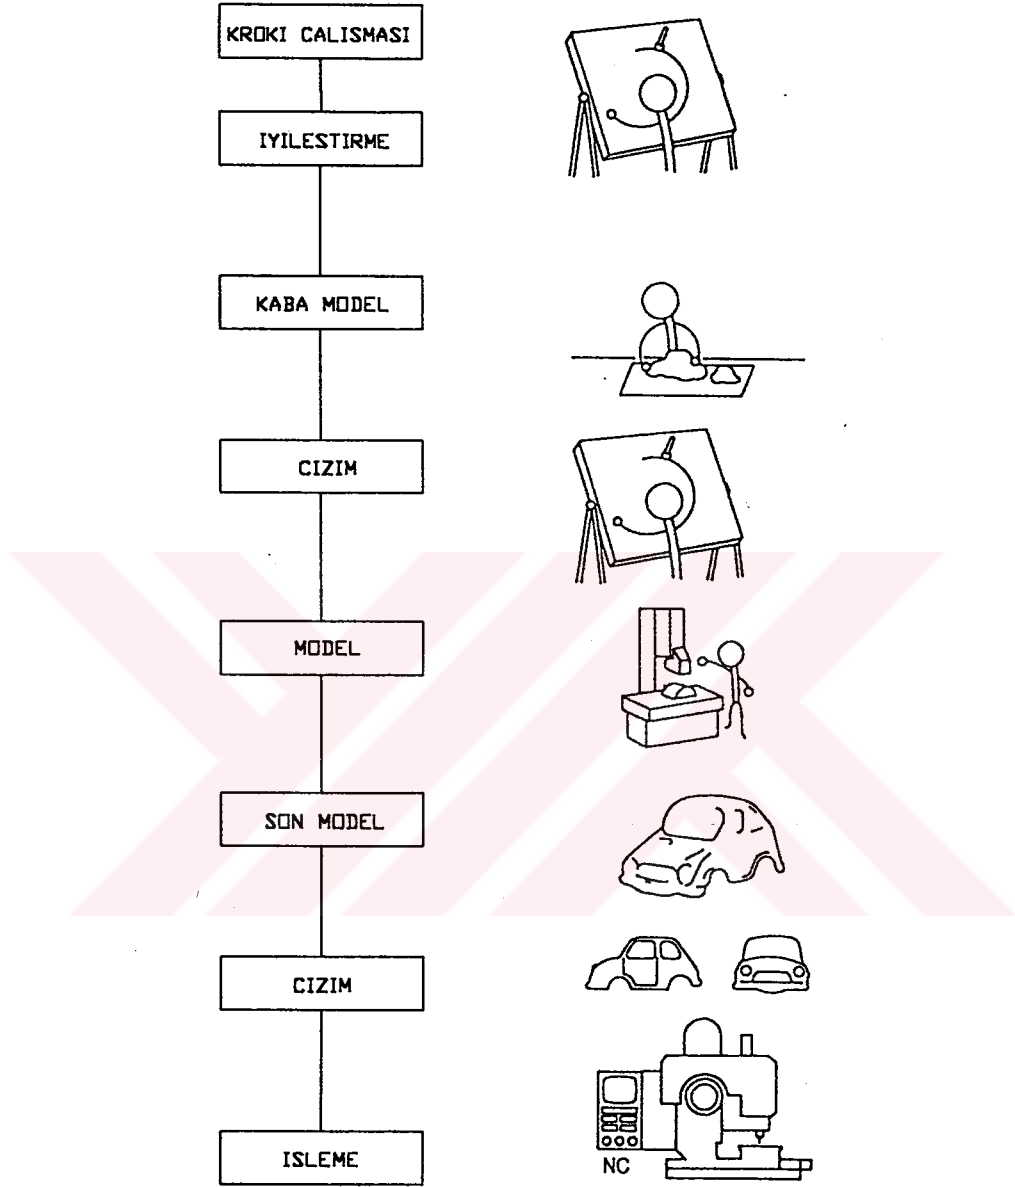 KROKI CALISMASI
IYILESTIRME
KABA MODEL
CIZIM
MODEL
SON MODEL
CIZIM
NC
ISLEME